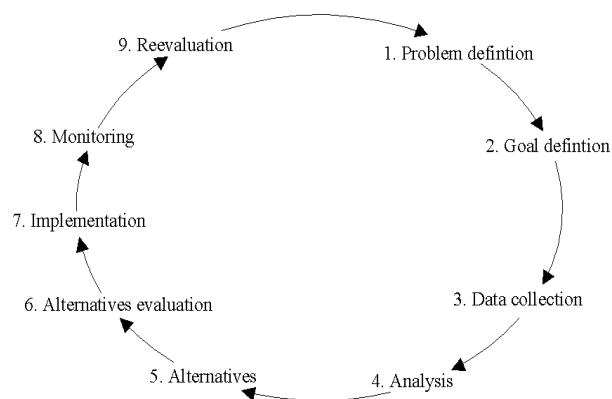 1. Problem defintion
2. Goal defintion
3. Data collection
4. Analysis
5. Alternatives
6. Alternatives evaluation
7. Implementation
8. Monitoring
9. Reevaluation